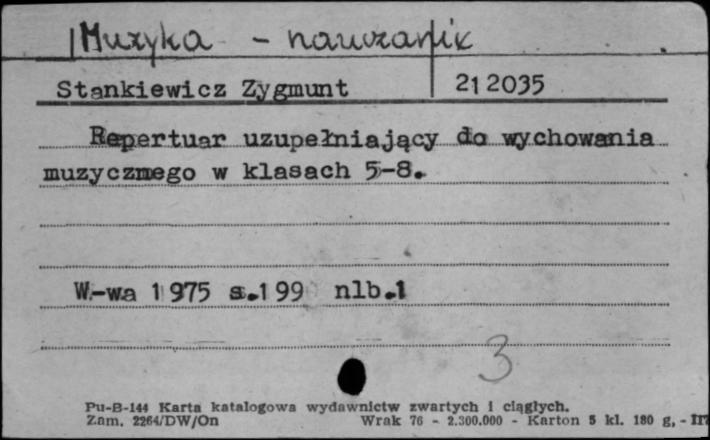 Muzyka - nauczanie
Stankiewicz Zygmunt 212035
Repertuar uzupełniający do wychowania
muzycznego w klasach 5-8.
W.-wa 1975 s.199 nlb.1
3
Pu-B-144 Karta katalogowa wydawnictw zwartych i ciągłych.
Zam. 2264/DW/On Wrak 76 - 2.300.000 - Karton 5 kl. 180 g, -